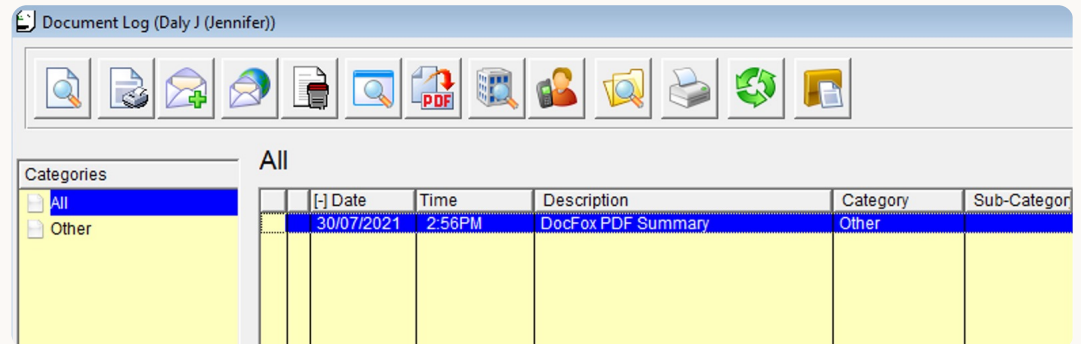 Document Log (Daly J (Jennifer))
PDF
Categories
All
Other
All
[-] Date Time Description Category Sub-Categor
30/07/2021 2:56PM DocFox PDF Summary Other